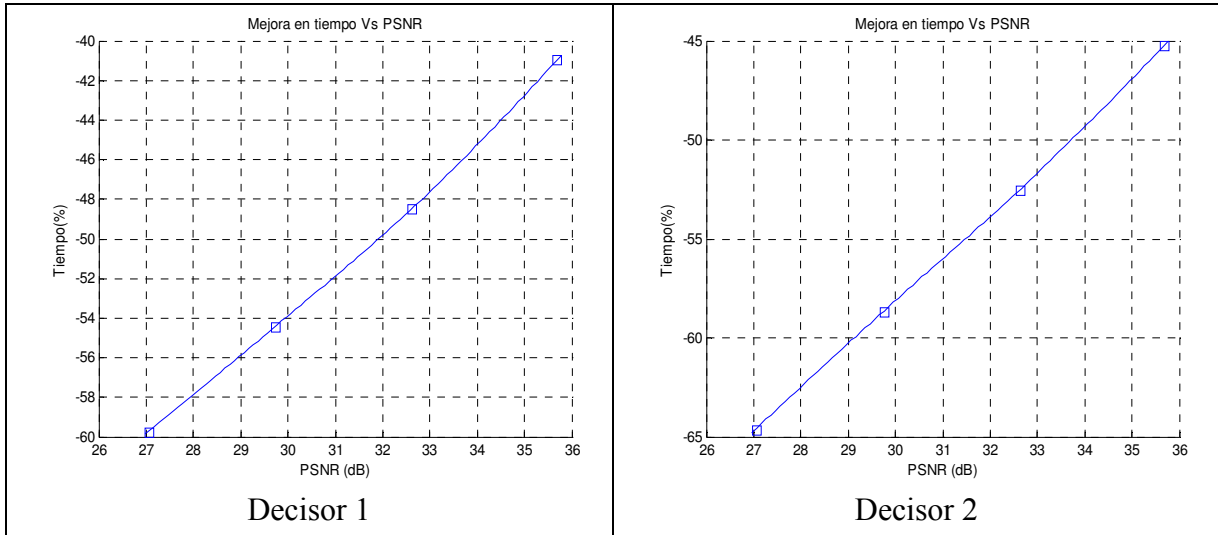 Mejora en tiempo Vs PSNR
-40
-42
-44
-46
-48
-50
-52
-54
-56
-58
-60
Tiempo(%)
26 27 28 29 30 31 32 33 34 35 36
PSNR (dB)
Decisor 1
Mejora en tiempo Vs PSNR
-45
-50
-55
-60
-65
Tiempo(%)
26 27 28 29 30 31 32 33 34 35 36
PSNR (dB)
Decisor 2